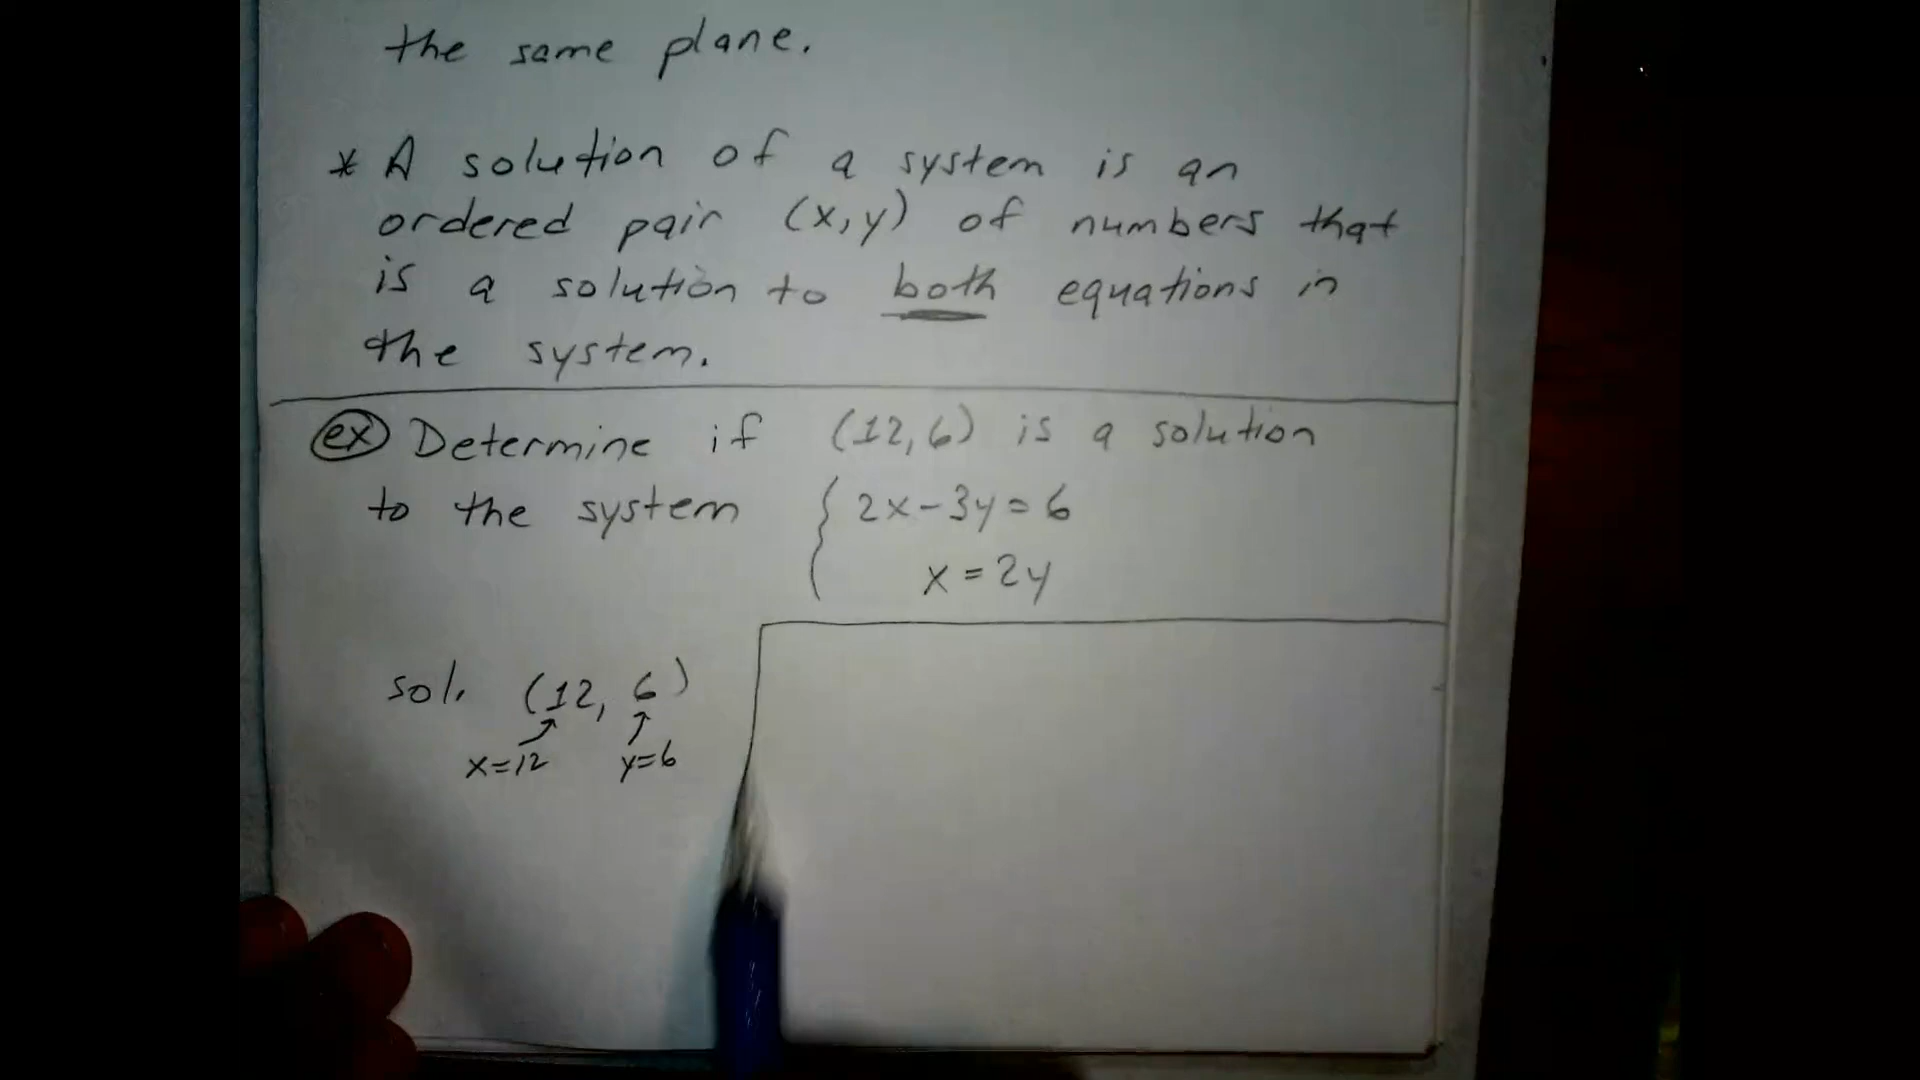 the same plane.
* A solution of a system is an
ordered pair (x,y) of numbers that
is a solution to both equations in
the system.
ex Determine if (12,6) is a solution
to the system { 2x-3y=6
x=2y
sol. (12, 6)
x=12 y=6